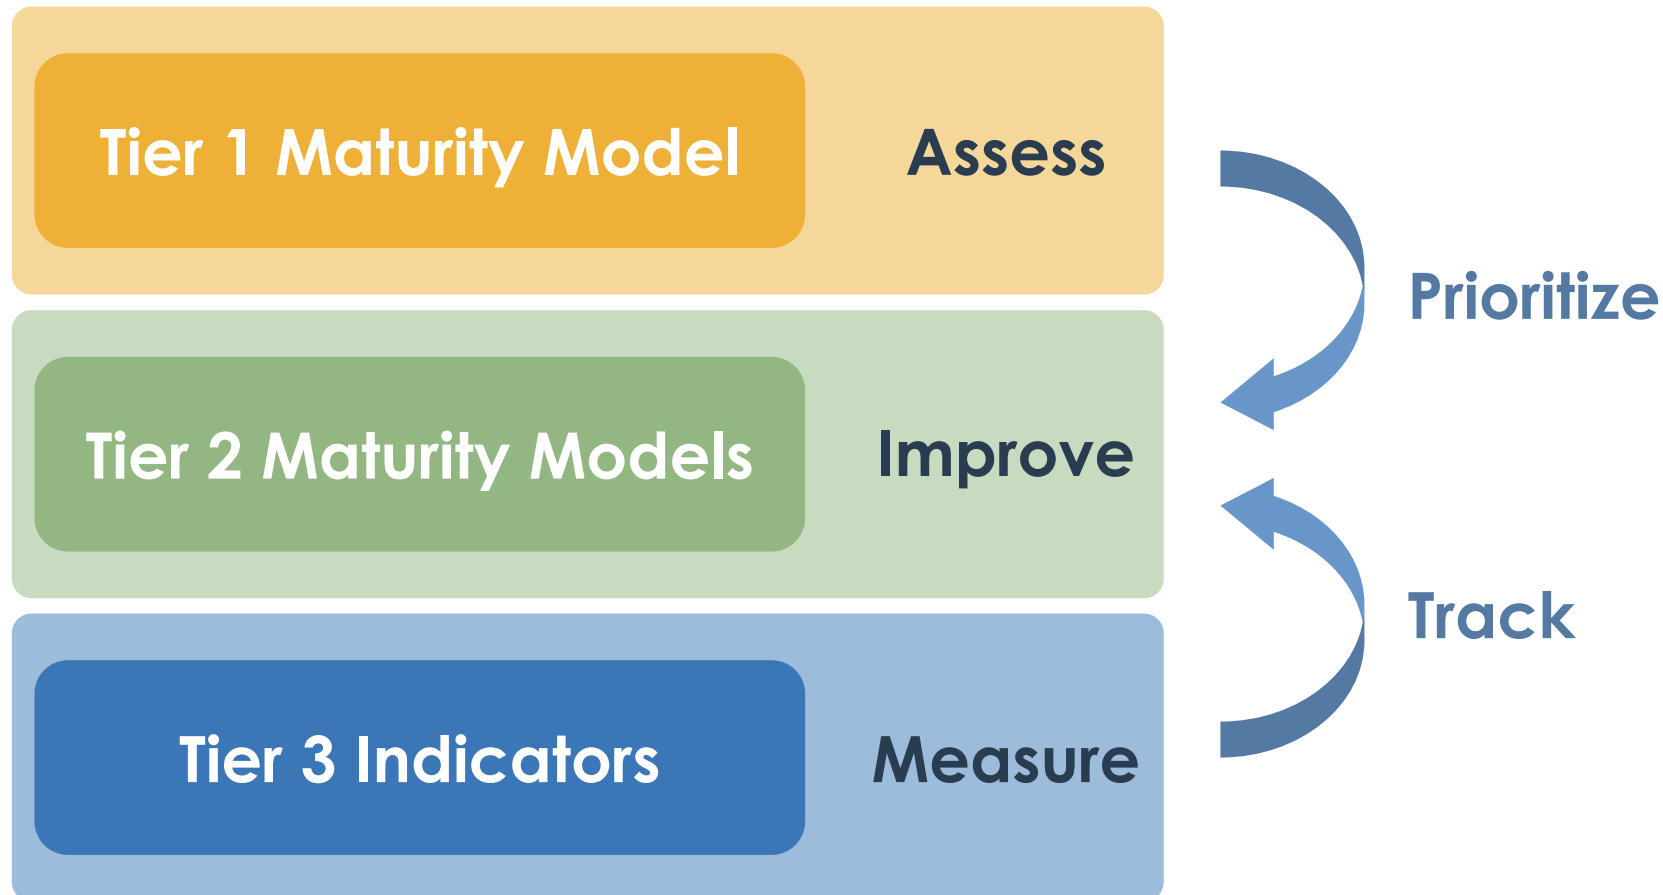 Tier 1 Maturity Model
Assess
Prioritize
Tier 2 Maturity Models
Improve
Track
Tier 3 Indicators
Measure